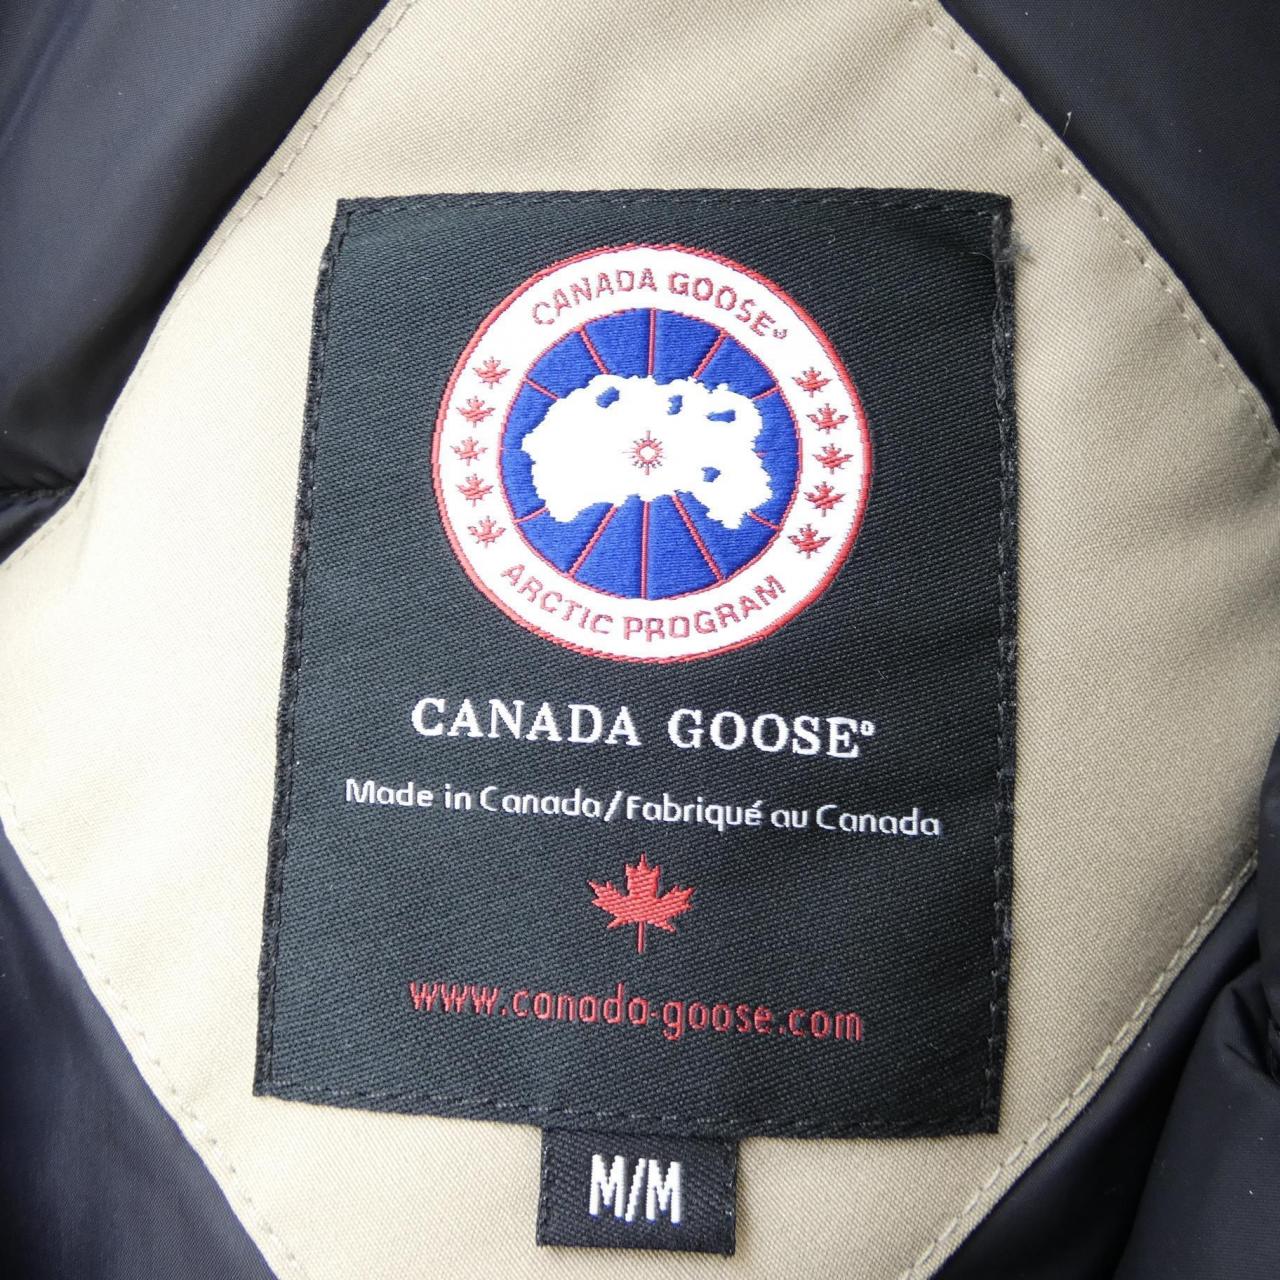 CANADA GOOSE®
ARCTIC PROGRAM
CANADA GOOSE®
Made in Canada/Fabriqué au Canada
www.canada-goose.com
M/M